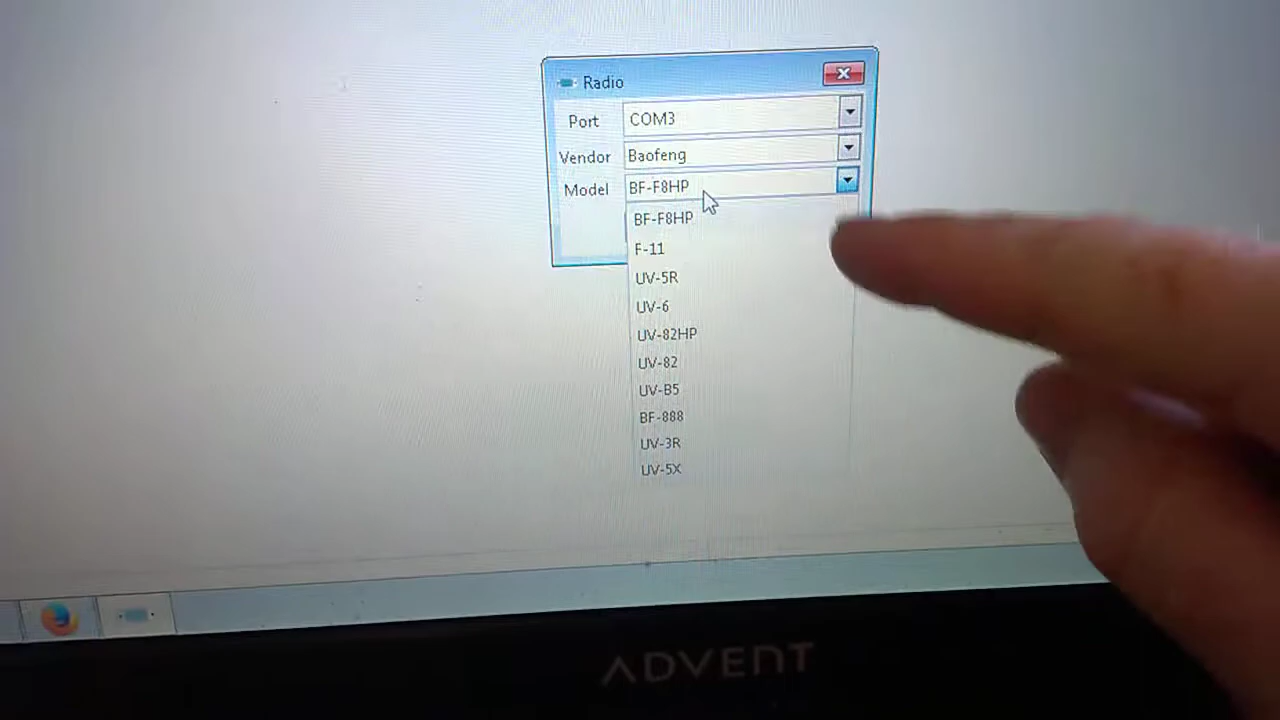 Radio
Port COM3
Vendor Baofeng
Model BF-F8HP
BF-F8HP
F-11
UV-5R
UV-6
UV-82HP
UV-82
UV-B5
BF-888
UV-3R
UV-5X
ADVENT